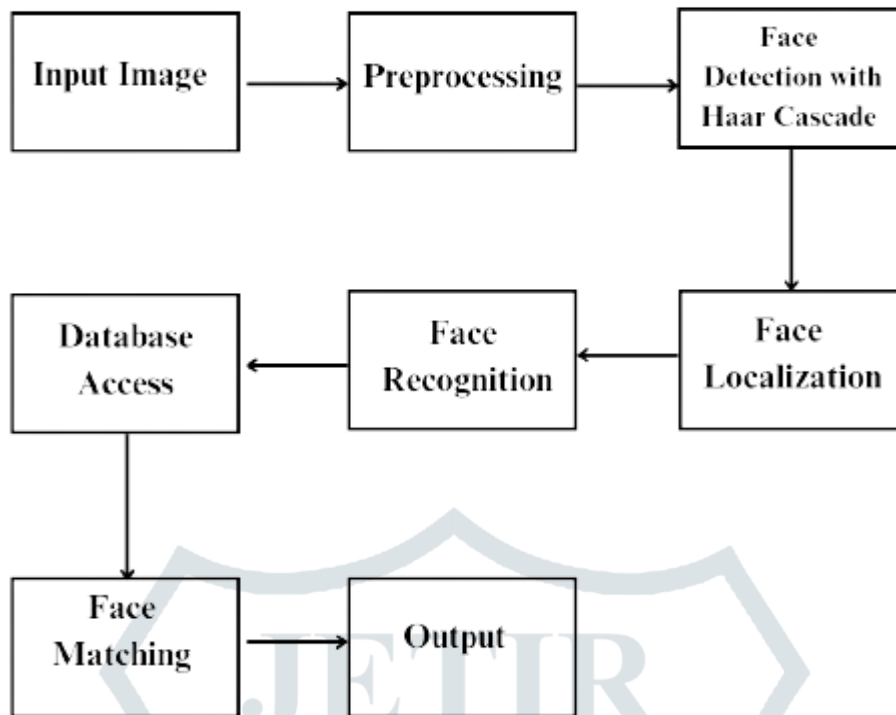 Input Image
Preprocessing
Face
Detection with
Haar Cascade
Face
Localization
Face
Recognition
Database
Access
Face
Matching
Output
JETIR